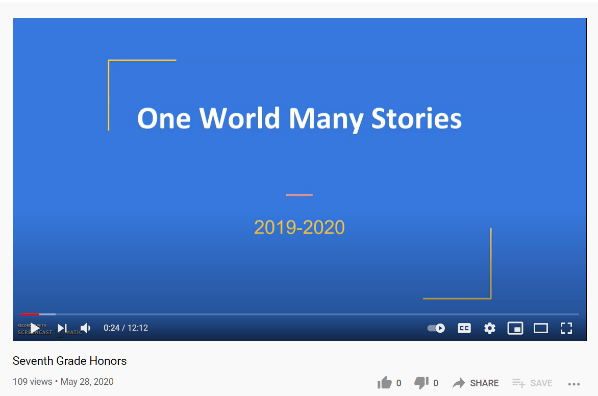 One World Many Stories
2019-2020
0:24 / 12:12
CC
Seventh Grade Honors
109 views • May 28, 2020
0 0 SHARE SAVE